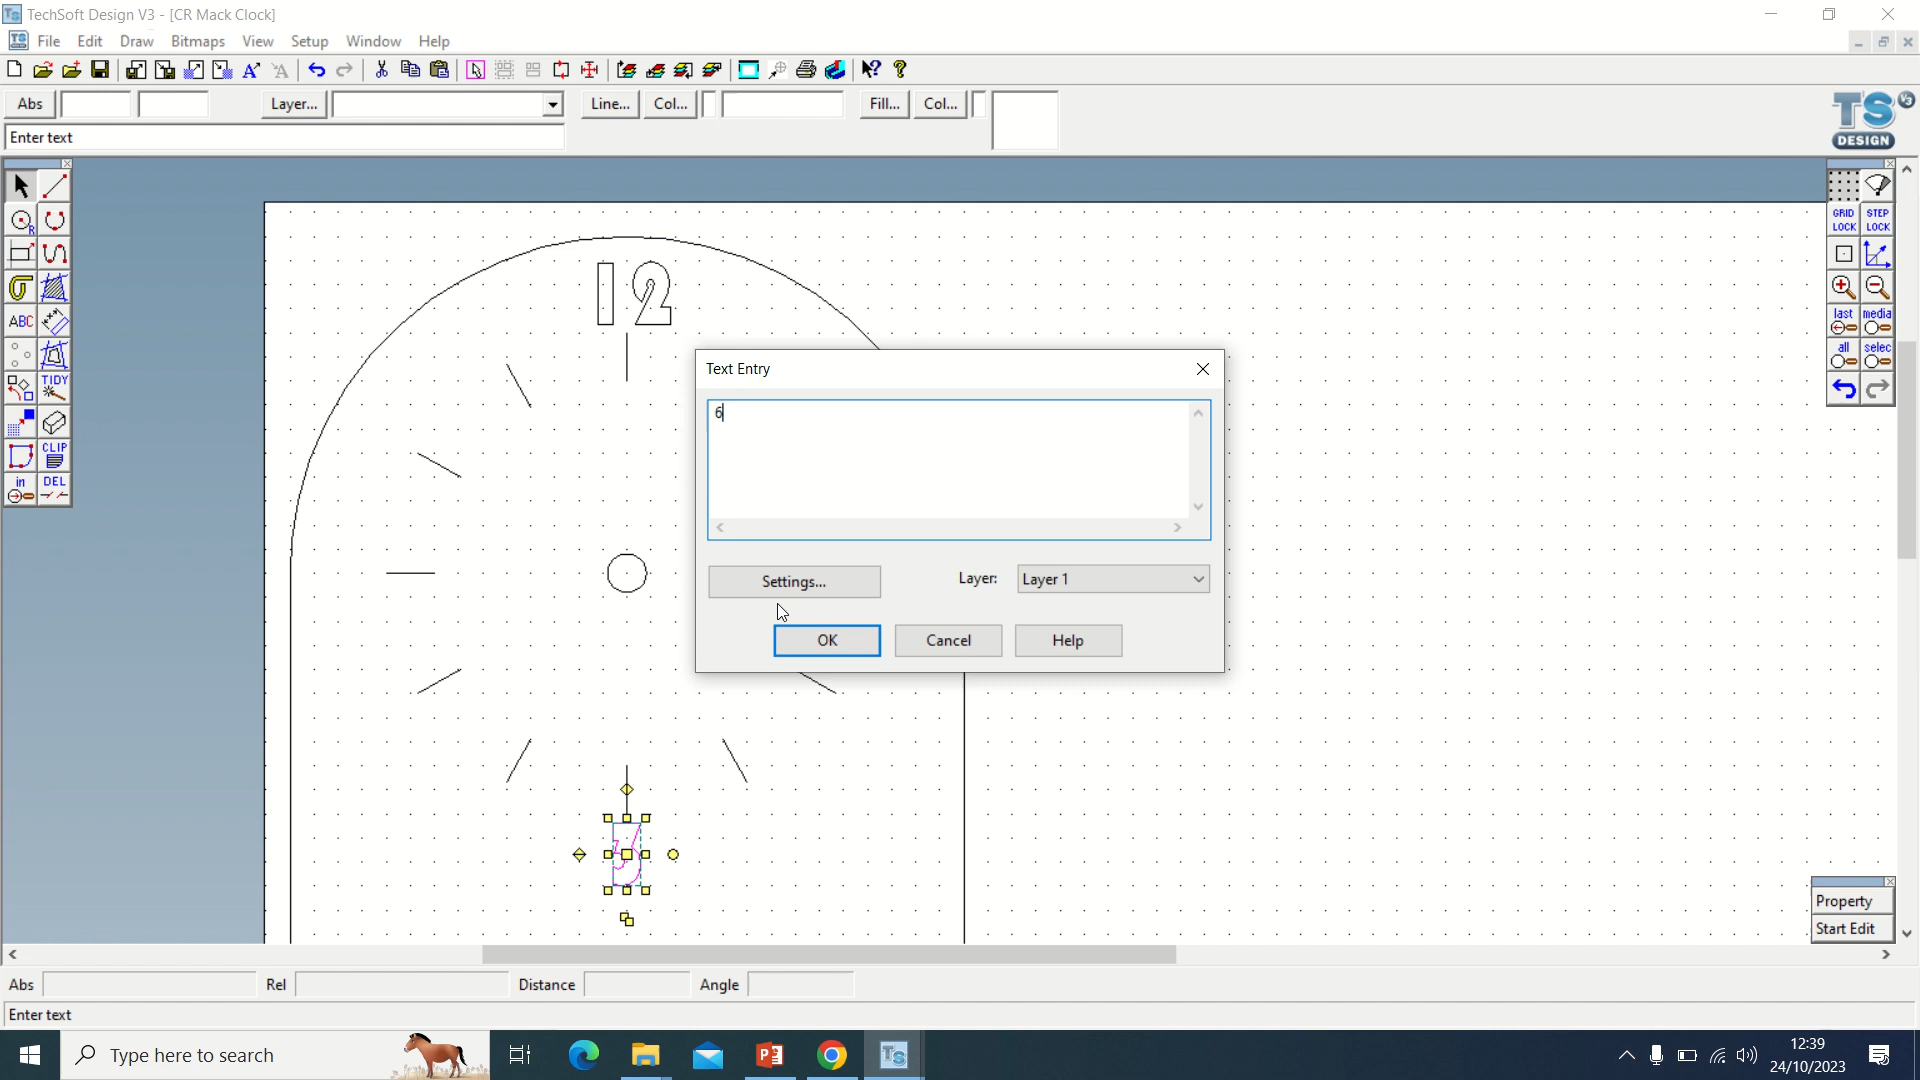 TechSoft Design V3 - [CR Mack Clock]
File Edit Draw Bitmaps View Setup Window Help
Abs Layer... Line... Col... Fill... Col...
Enter text
TS V3
DESIGN
GRID LOCK STEP LOCK
ABC
last media
all selec
TIDY
CLIP
in DEL
12
Text Entry
6
Settings... Layer: Layer 1
OK Cancel Help
Property
Start Edit
Abs Rel Distance Angle
Enter text
Type here to search
12:39
24/10/2023